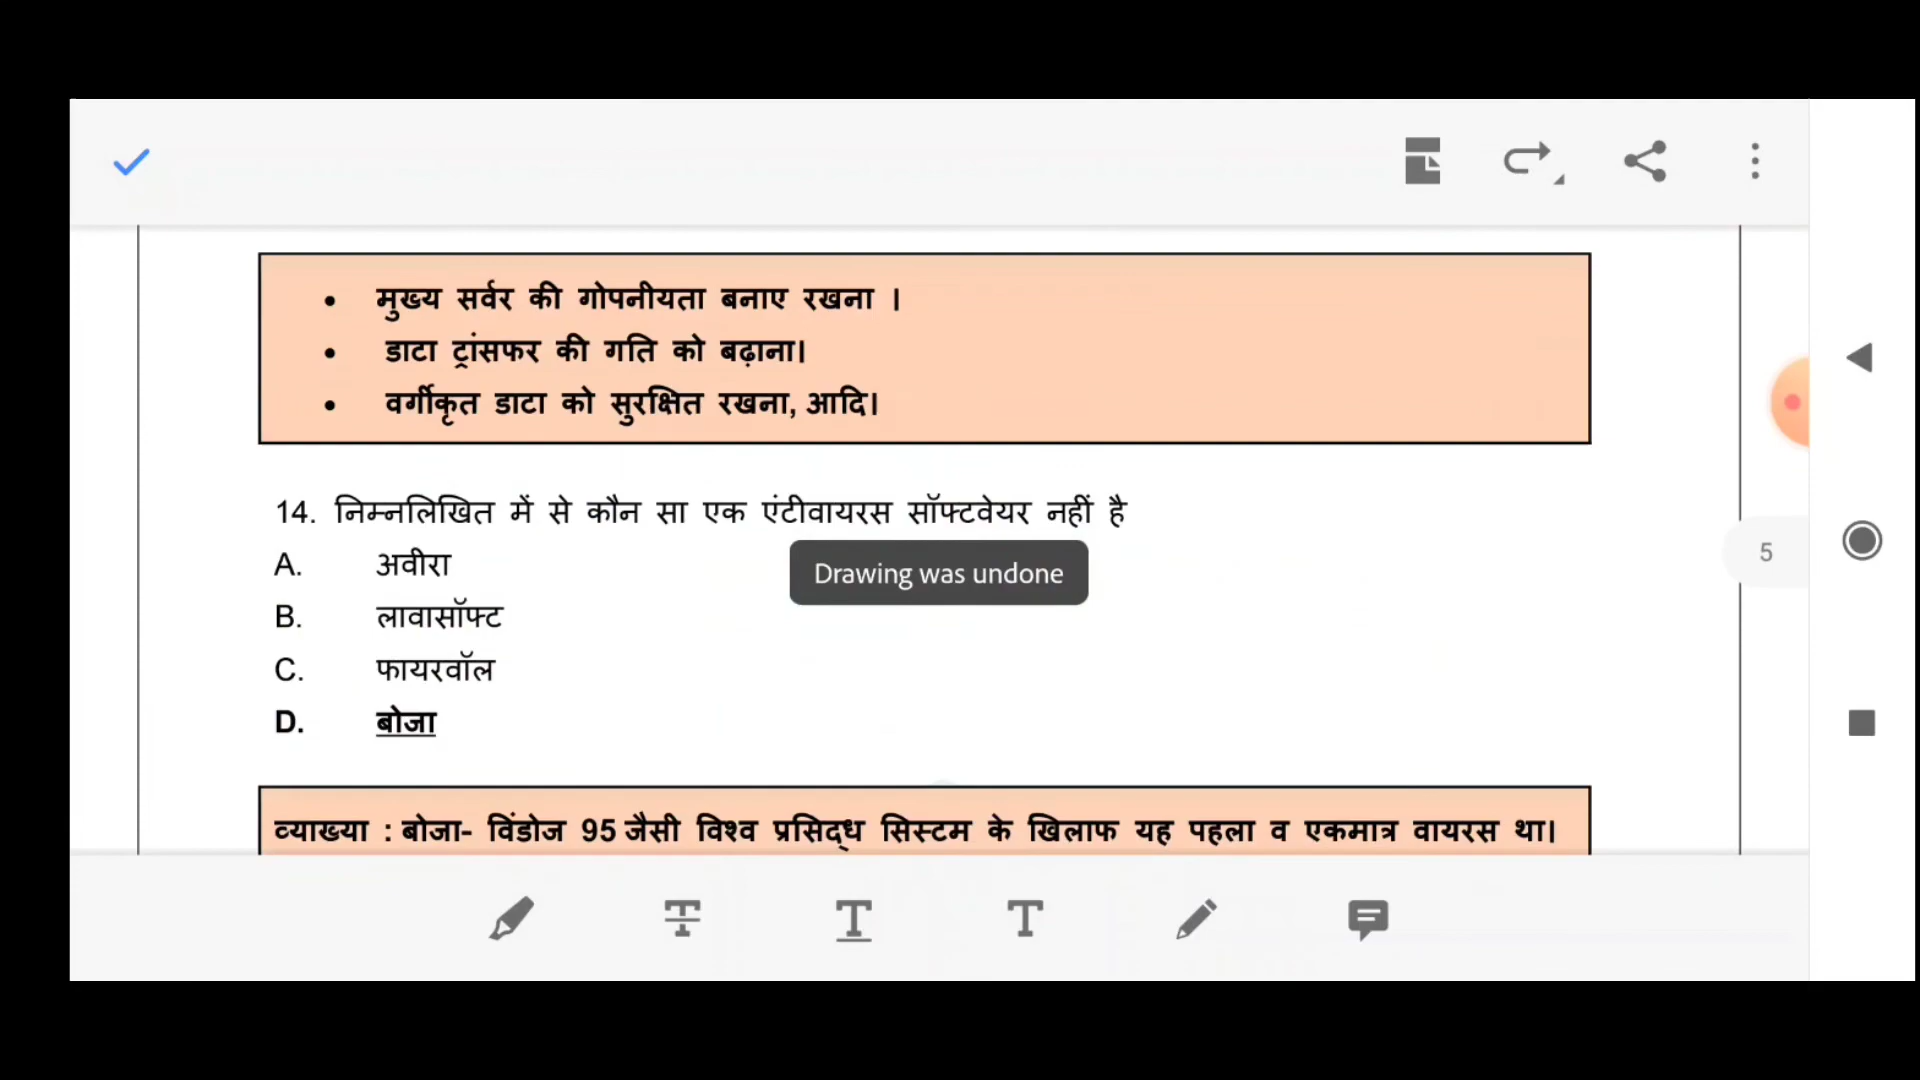 • मुख्य सर्वर की गोपनीयता बनाए रखना ।
• डाटा ट्रांसफर की गति को बढ़ाना।
• वर्गीकृत डाटा को सुरक्षित रखना, आदि।
14. निम्नलिखित में से कौन सा एक एंटीवायरस सॉफ्टवेयर नहीं है
Drawing was undone
A. अवीरा
5
B. लावासॉफ्ट
C. फायरवॉल
D. बोजा
व्याख्या : बोजा- विंडोज 95 जैसी विश्व प्रसिद्ध सिस्टम के खिलाफ यह पहला व एकमात्र वायरस था।